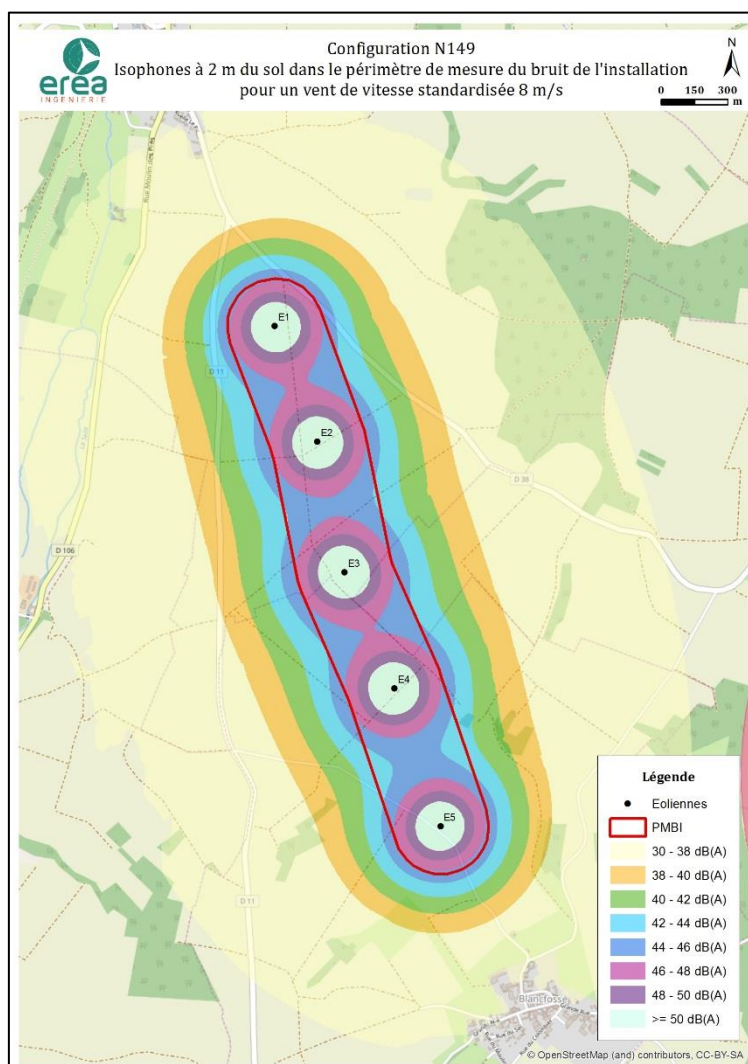 erea
INGENIERIE
Configuration N149
Isophones à 2 m du sol dans le périmètre de mesure du bruit de l'installation
pour un vent de vitesse standardisée 8 m/s
N
0 150 300
m
E1
D 11
E2
D 38
D 106
E3
E4
E5
D 11
Blancfosse
Légende
Eoliennes
PMBI
30 - 38 dB(A)
38 - 40 dB(A)
40 - 42 dB(A)
42 - 44 dB(A)
44 - 46 dB(A)
46 - 48 dB(A)
48 - 50 dB(A)
>= 50 dB(A)
© OpenStreetMap (and) contributors, CC-BY-SA